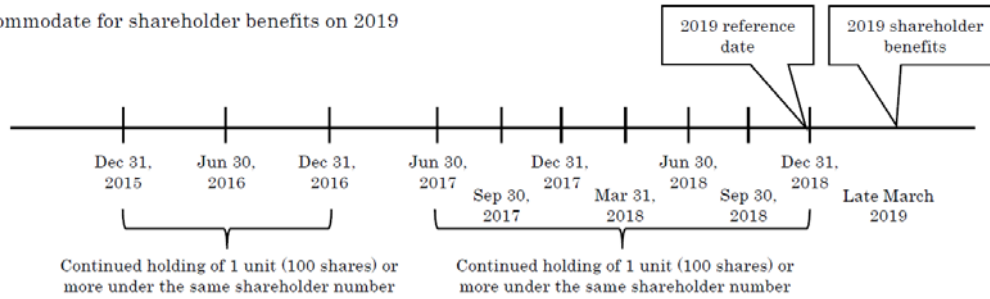 ommodate for shareholder benefits on 2019
2019 reference
date
2019 shareholder
benefits
Dec 31,
2015
Jun 30,
2016
Dec 31,
2016
Jun 30,
2017
Sep 30,
2017
Dec 31,
2017
Mar 31,
2018
Jun 30,
2018
Sep 30,
2018
Dec 31,
2018
Late March
2019
Continued holding of 1 unit (100 shares) or
more under the same shareholder number
Continued holding of 1 unit (100 shares) or
more under the same shareholder number